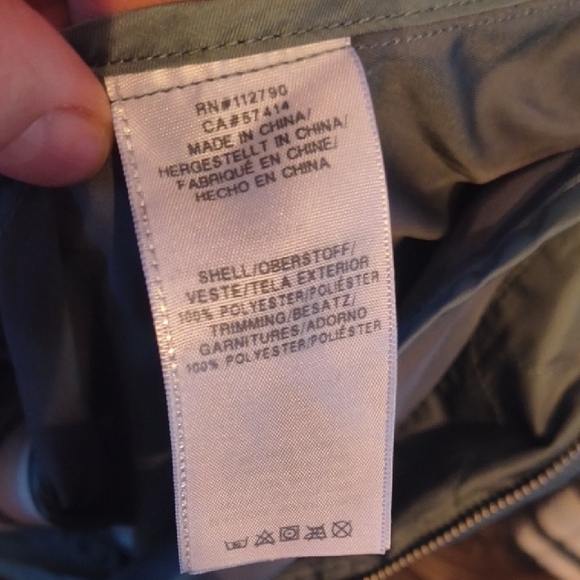 RN#112790
CA#57414
MADE IN CHINA/
HERGESTELLT IN CHINA/
FABRIQUÉ EN CHINE/
HECHO EN CHINA
SHELL/OBERSTOFF/
VESTE/TELA EXTERIOR
100% POLYESTER/POLIÉSTER
TRIMMING/BESATZ/
GARNITURES/ADORNO
100% POLYESTER/POLIÉSTER